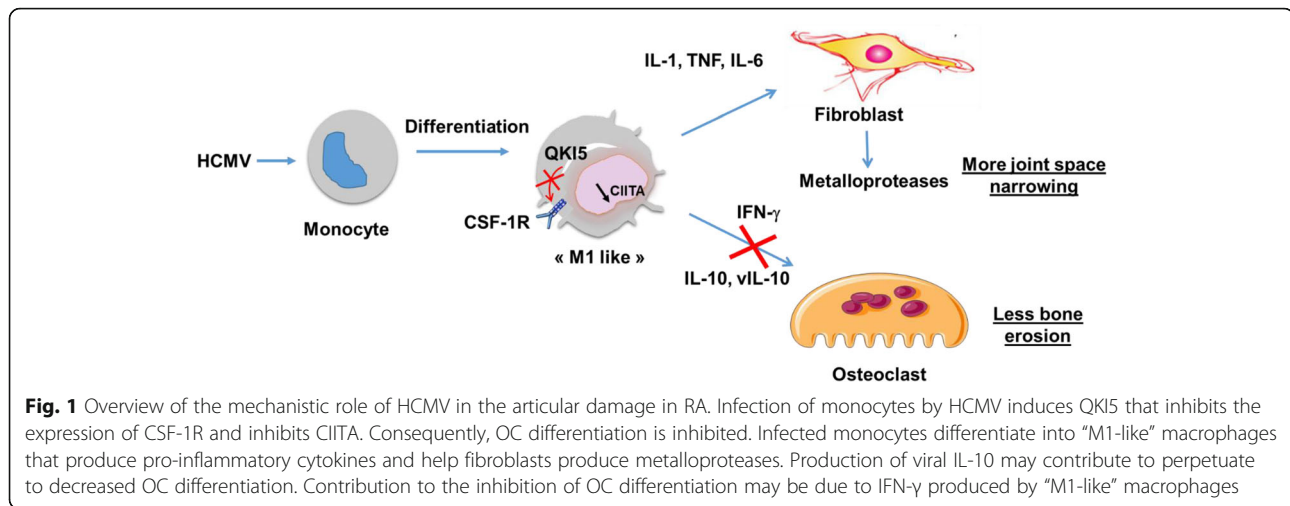 IL-1, TNF, IL-6
Fibroblast
Differentiation
HCMV
QKI5
CIITA
Metalloproteases
More joint space
narrowing
Monocyte
CSF-1R
IFN-γ
« M1 like »
IL-10, vIL-10
Less bone
erosion
Osteoclast
Fig. 1 Overview of the mechanistic role of HCMV in the articular damage in RA. Infection of monocytes by HCMV induces QKI5 that inhibits the
expression of CSF-1R and inhibits CIITA. Consequently, OC differentiation is inhibited. Infected monocytes differentiate into “M1-like” macrophages
that produce pro-inflammatory cytokines and help fibroblasts produce metalloproteases. Production of viral IL-10 may contribute to perpetuate
to decreased OC differentiation. Contribution to the inhibition of OC differentiation may be due to IFN-γ produced by “M1-like” macrophages